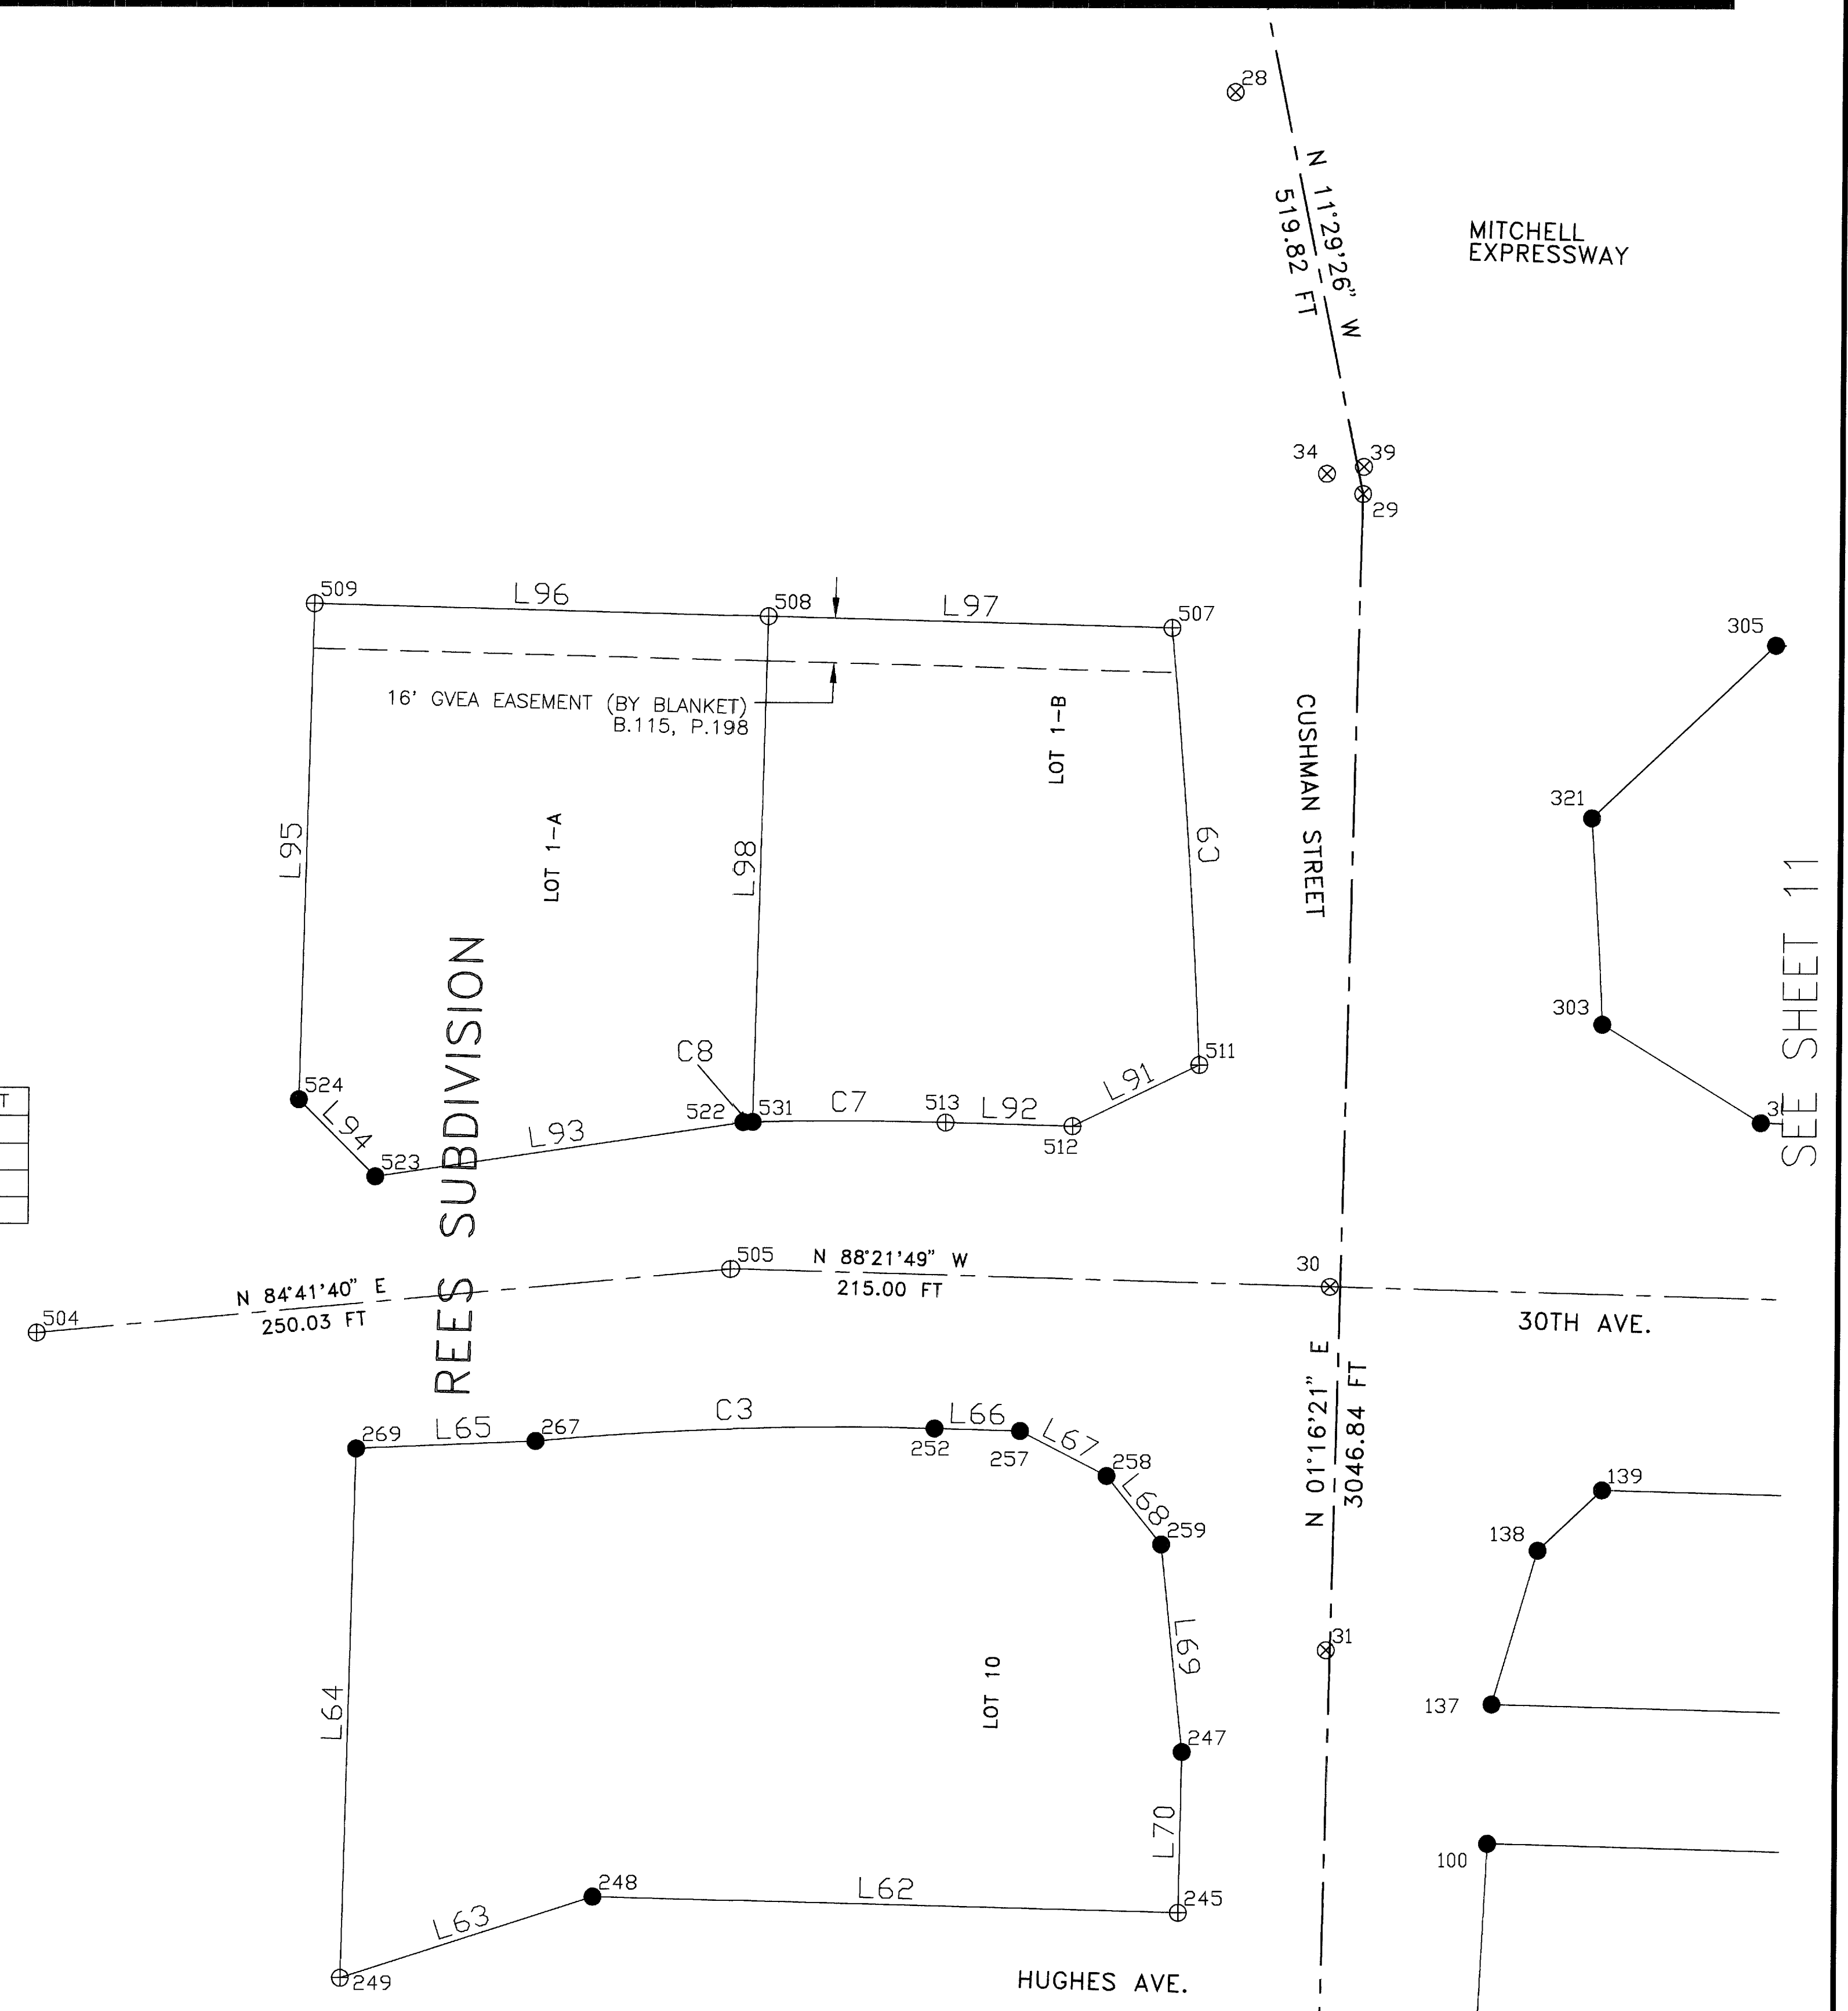 28
N 11°29'26" W
519.82 FT
MITCHELL
EXPRESSWAY
34
39
29
509
L96
508
L97
507
305
16' GVEA EASEMENT (BY BLANKET)
B.115, P.198
LOT 1-B
CUSHMAN STREET
321
L95
LOT 1-A
L98
C9
SEE SHEET 11
REES SUBDIVISION
303
511
C8
L91
524
T
L94
522
531
C7
513
L92
512
3
L93
523
505
N 88°21'49" W
215.00 FT
30
N 84°41'40" E
250.03 FT
504
30TH AVE.
N 01°16'21" E
3046.84 FT
C3
269
L65
267
L66
252
257
L67
258
L68
259
139
138
L69
31
L64
LOT 10
137
247
L70
100
248
L62
245
L63
249
HUGHES AVE.